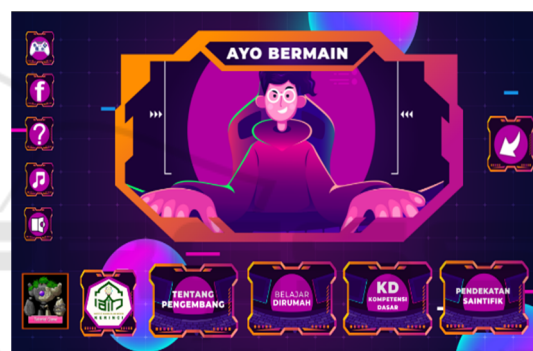 AYO BERMAIN
TENTANG
PENGEMBANG
BELAJAR
DIRUMAH
KD
KOMPETENSI
DASAR
PENDEKATAN
SAINTIFIK